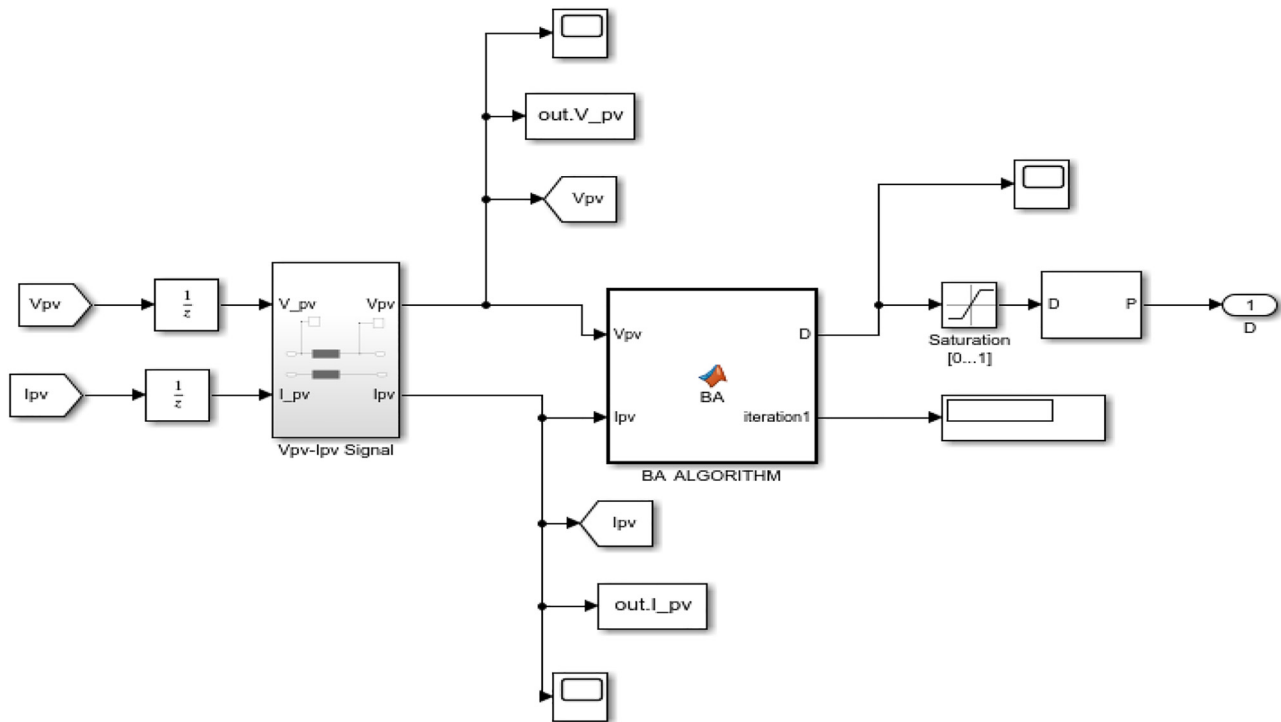 out.V_pv
Vpv
Vpv
1
z
V_pv
Vpv
Ipv
1
z
I_pv
Ipv
Vpv-Ipv Signal
Vpv
Ipv
BA
D
iteration1
BA ALGORITHM
Saturation
[0...1]
D
P
1
D
Ipv
out.I_pv